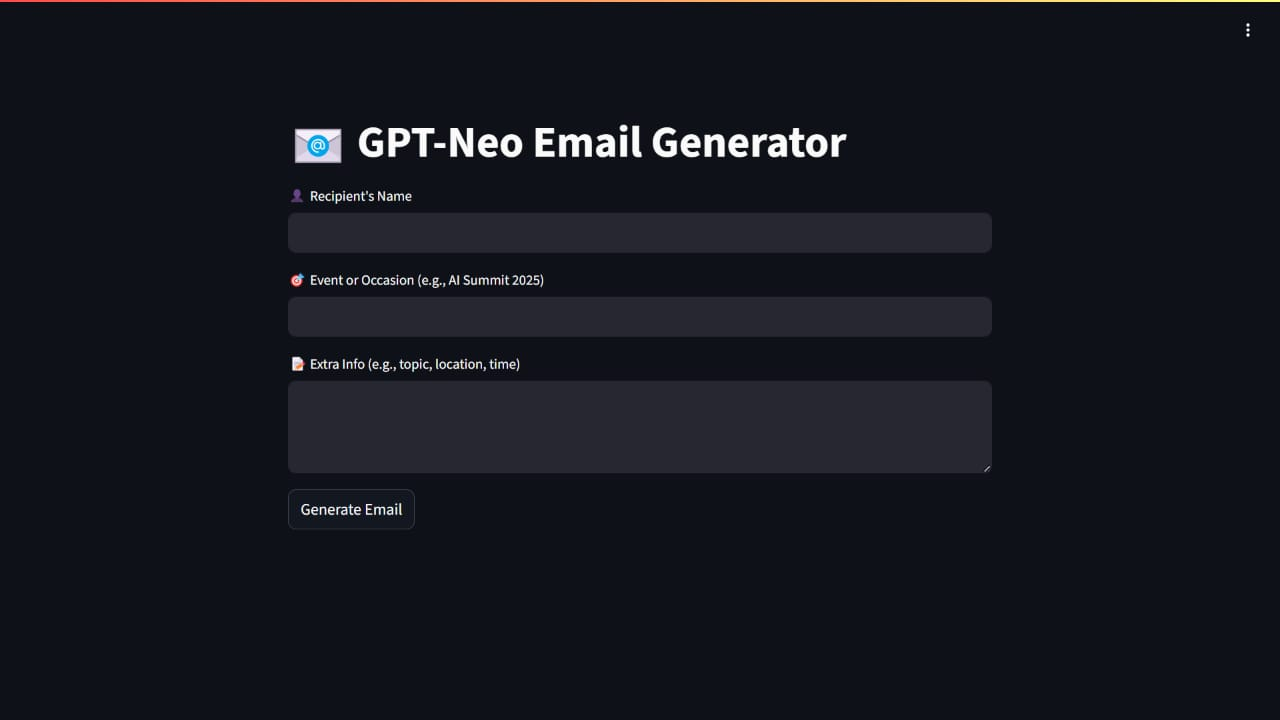 📧 GPT-Neo Email Generator
👤 Recipient's Name
🎯 Event or Occasion (e.g., AI Summit 2025)
📝 Extra Info (e.g., topic, location, time)
Generate Email